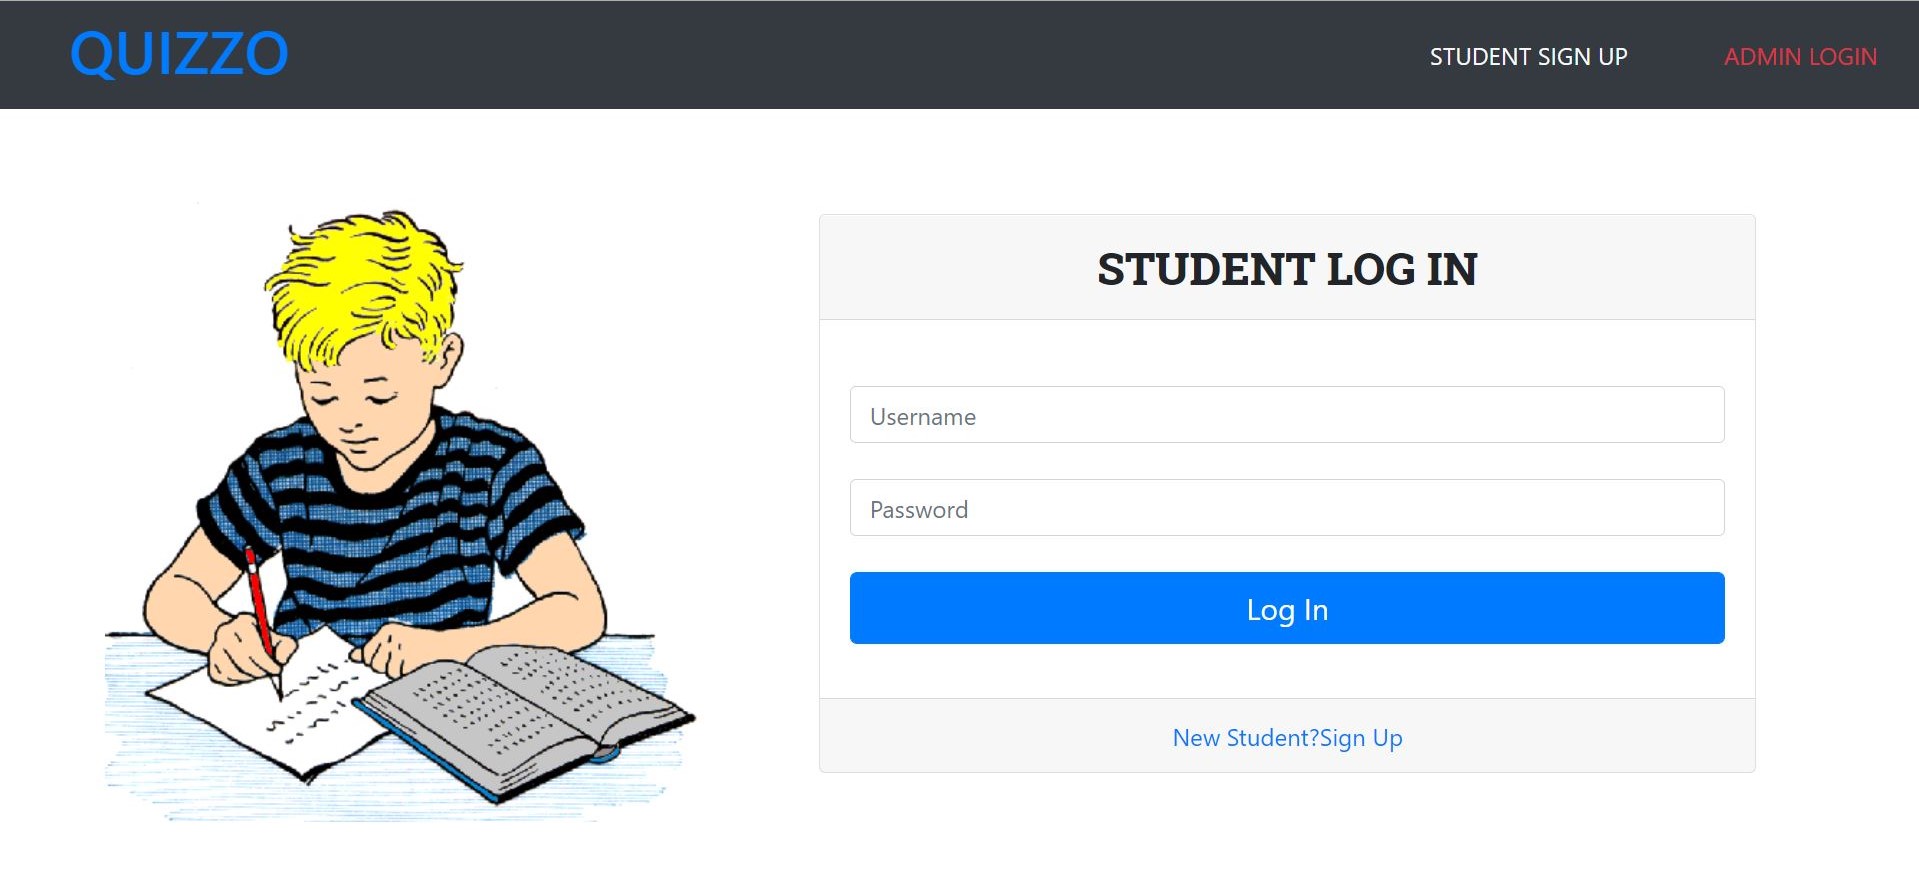 QUIZZO
STUDENT SIGN UP
ADMIN LOGIN
STUDENT LOG IN
Username
Password
Log In
New Student?Sign Up